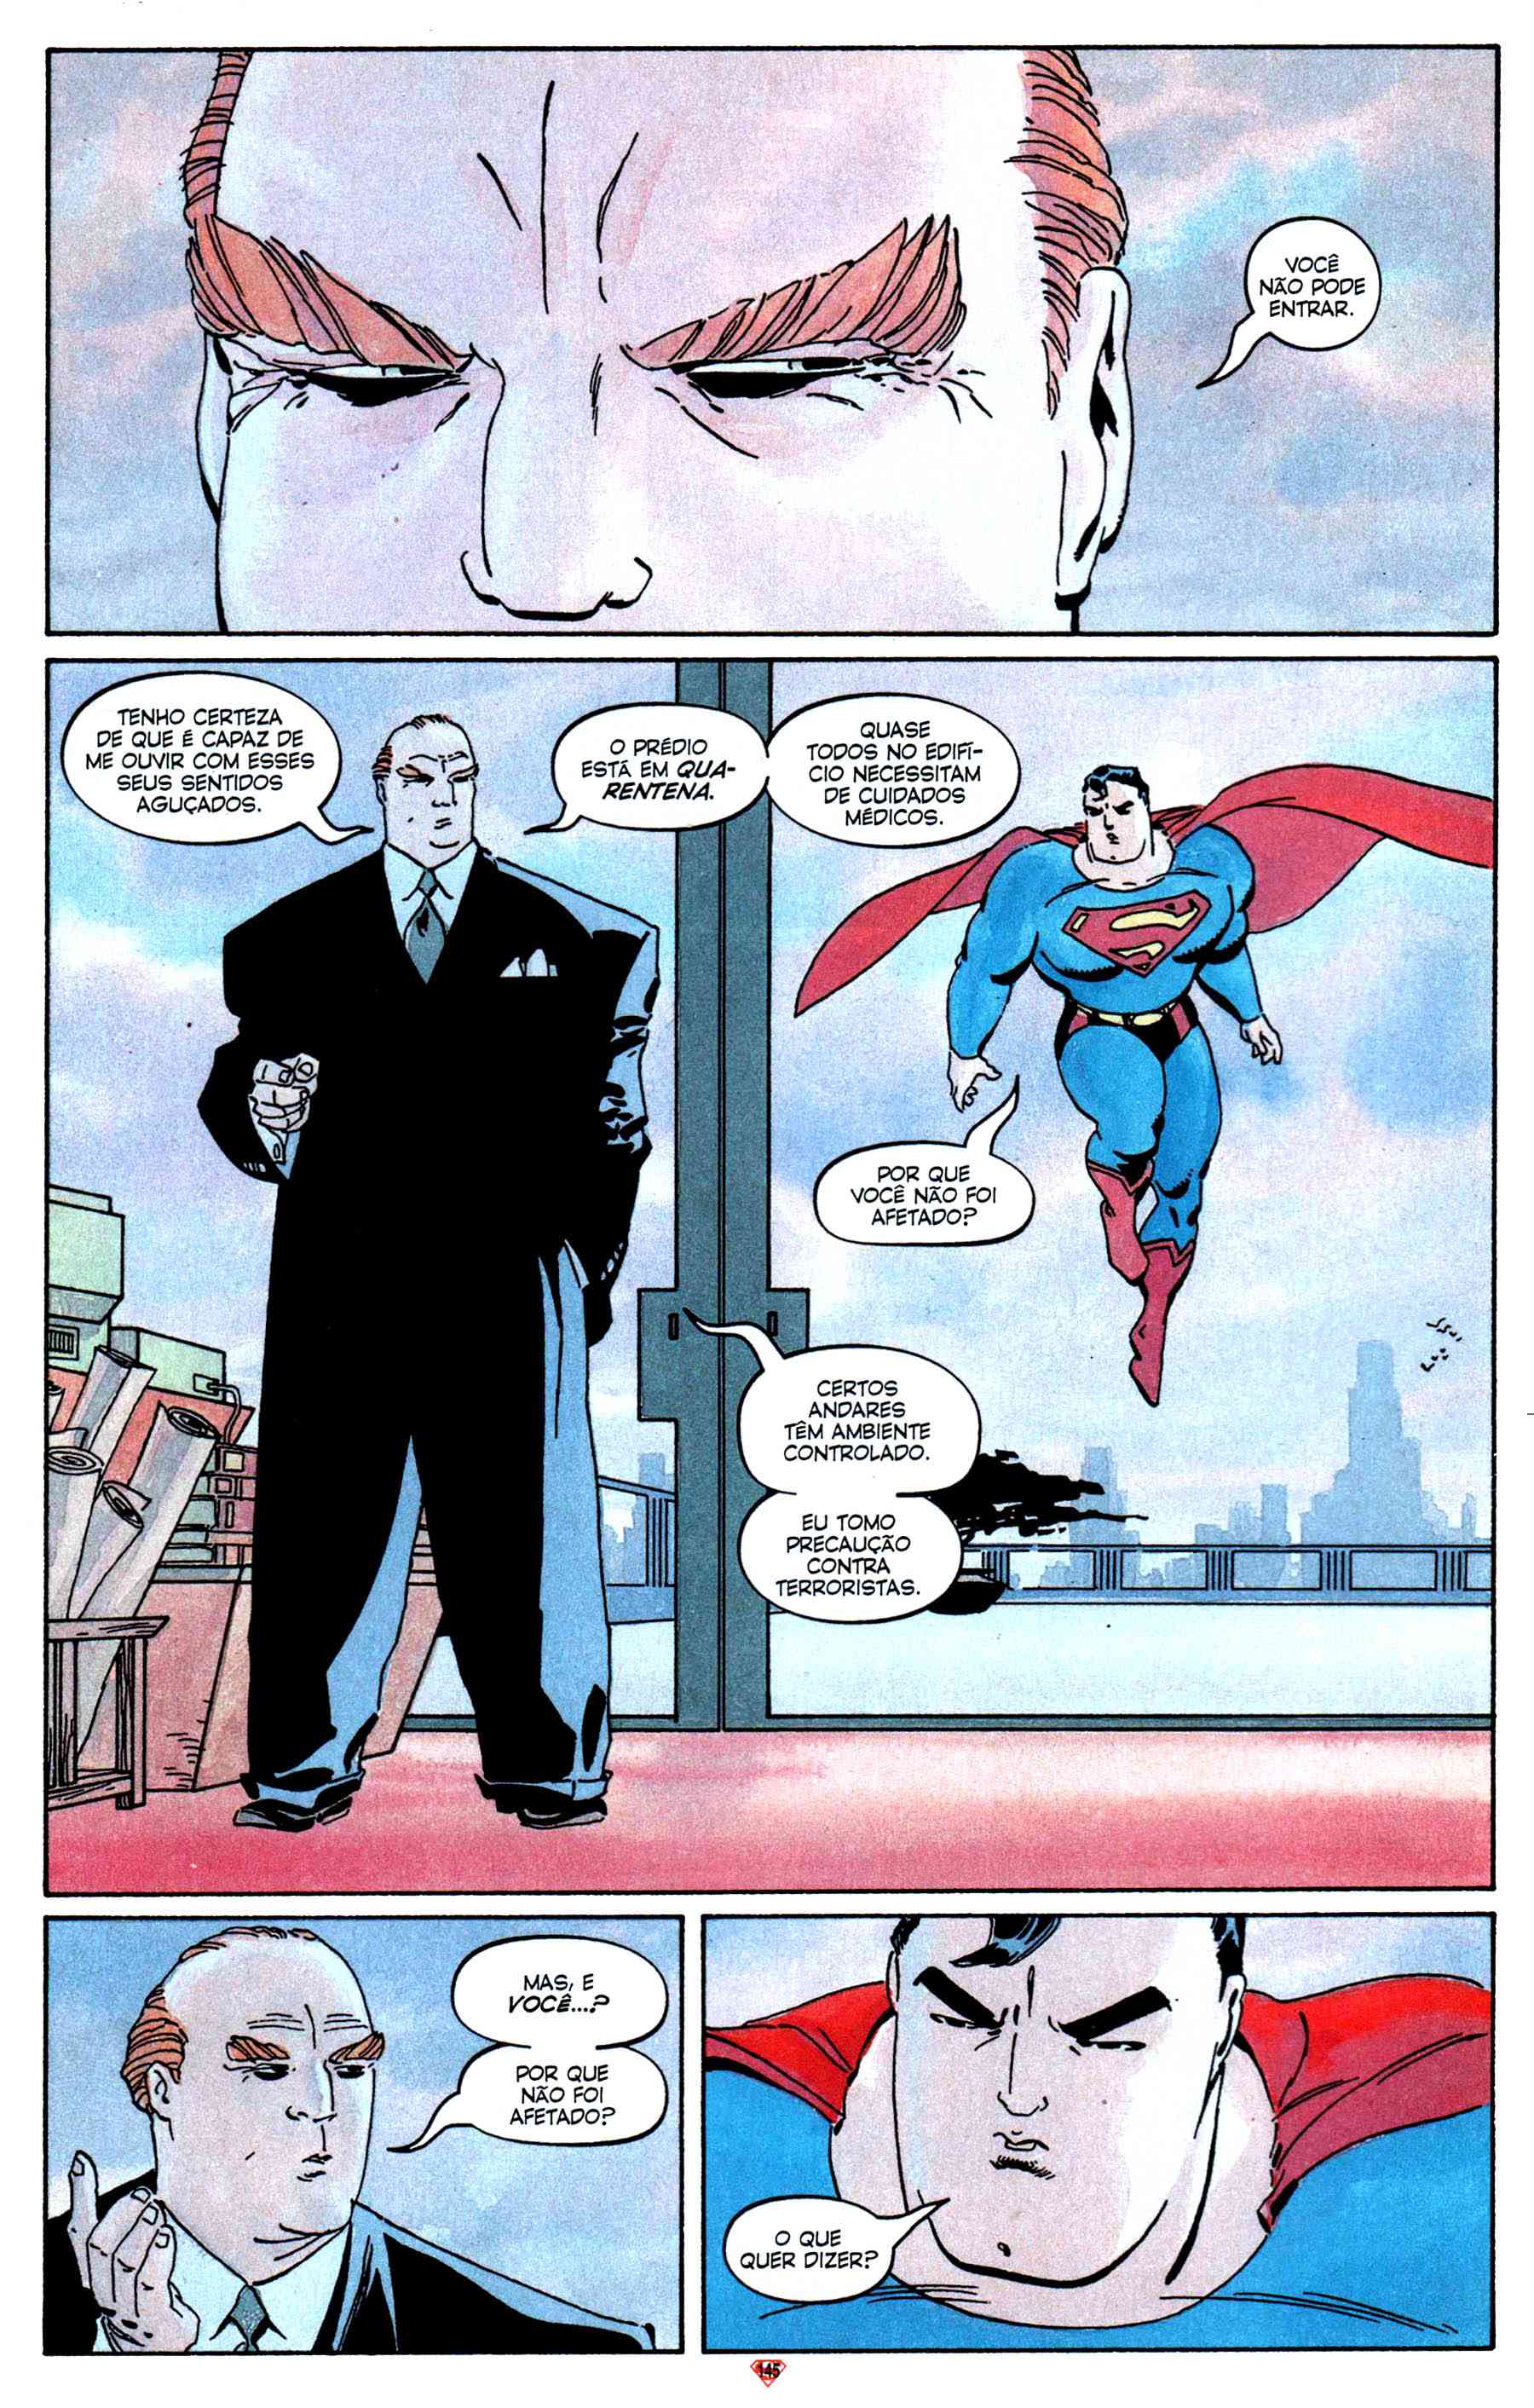 VOCÊ
NÃO PODE
ENTRAR.
TENHO CERTEZA
DE QUE É CAPAZ DE
ME OUVIR COM ESSES
SEUS SENTIDOS
AGUÇADOS.
O PRÉDIO
ESTÁ EM QUA-
RENTENA.
QUASE
TODOS NO EDIFÍ-
CIO NECESSITAM
DE CUIDADOS
MÉDICOS.
POR QUE
VOCÊ NÃO FOI
AFETADO?
CERTOS
ANDARES
TÊM AMBIENTE
CONTROLADO.
EU TOMO
PRECAUÇÃO
CONTRA
TERRORISTAS.
MAS, E
VOCÊ...?
POR QUE
NÃO FOI
AFETADO?
O QUE
QUER DIZER?
145